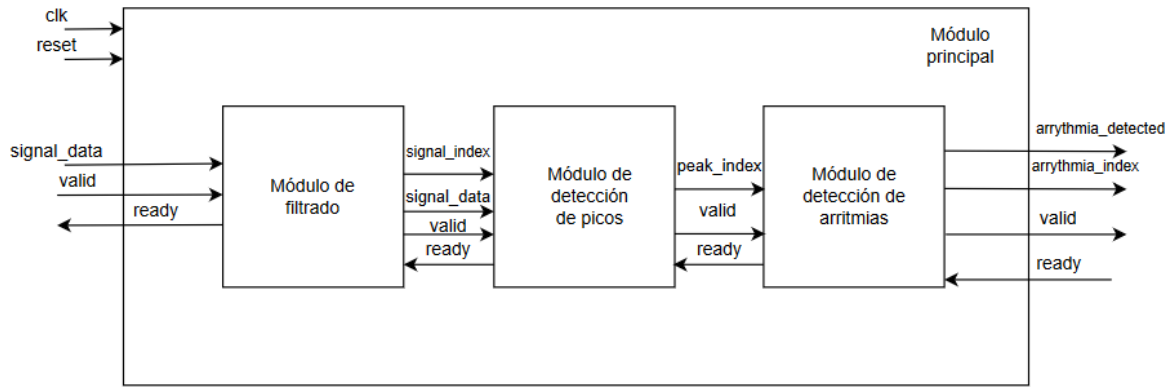 clk
reset
Módulo
principal
signal_data
valid
ready
Módulo de
filtrado
signal_index
signal_data
valid
ready
Módulo de
detección
de picos
peak_index
valid
ready
Módulo de
detección de
arritmias
arrythmia_detected
arrythmia_index
valid
ready